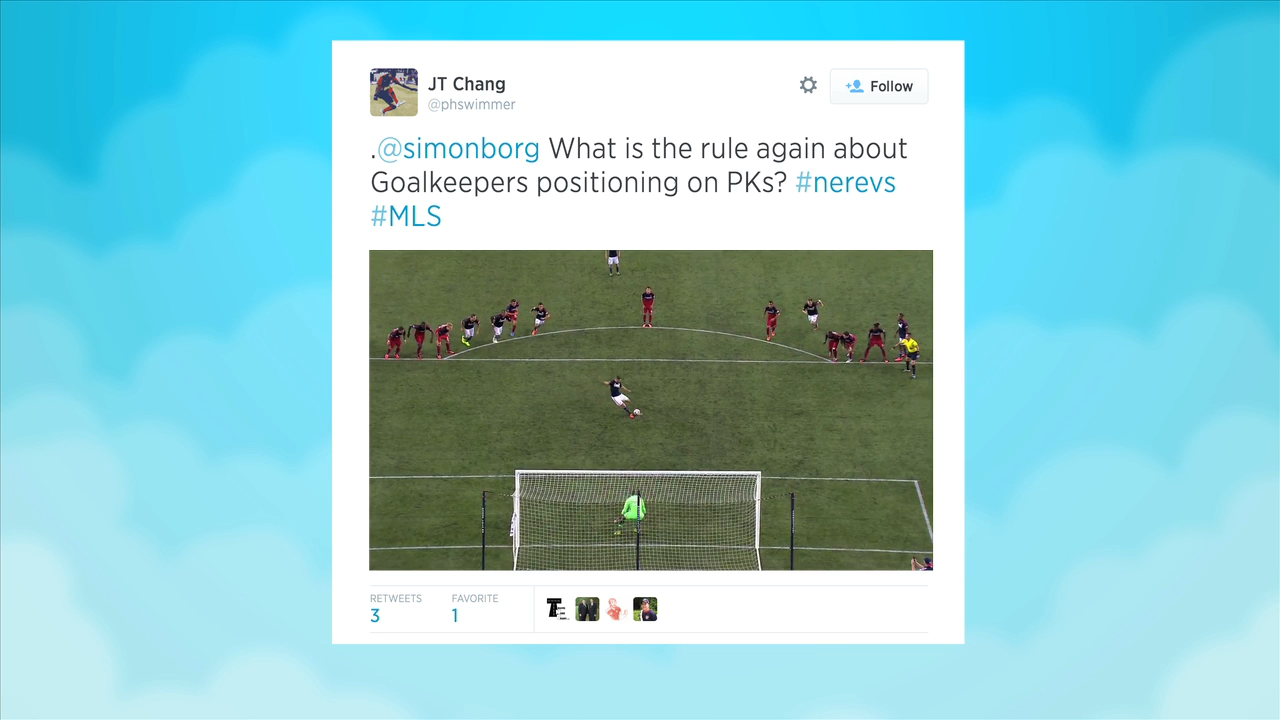 JT Chang
@phswimmer
Follow
.@simonborg What is the rule again about
Goalkeepers positioning on PKs? #nerevs
#MLS
RETWEETS
3
FAVORITE
1